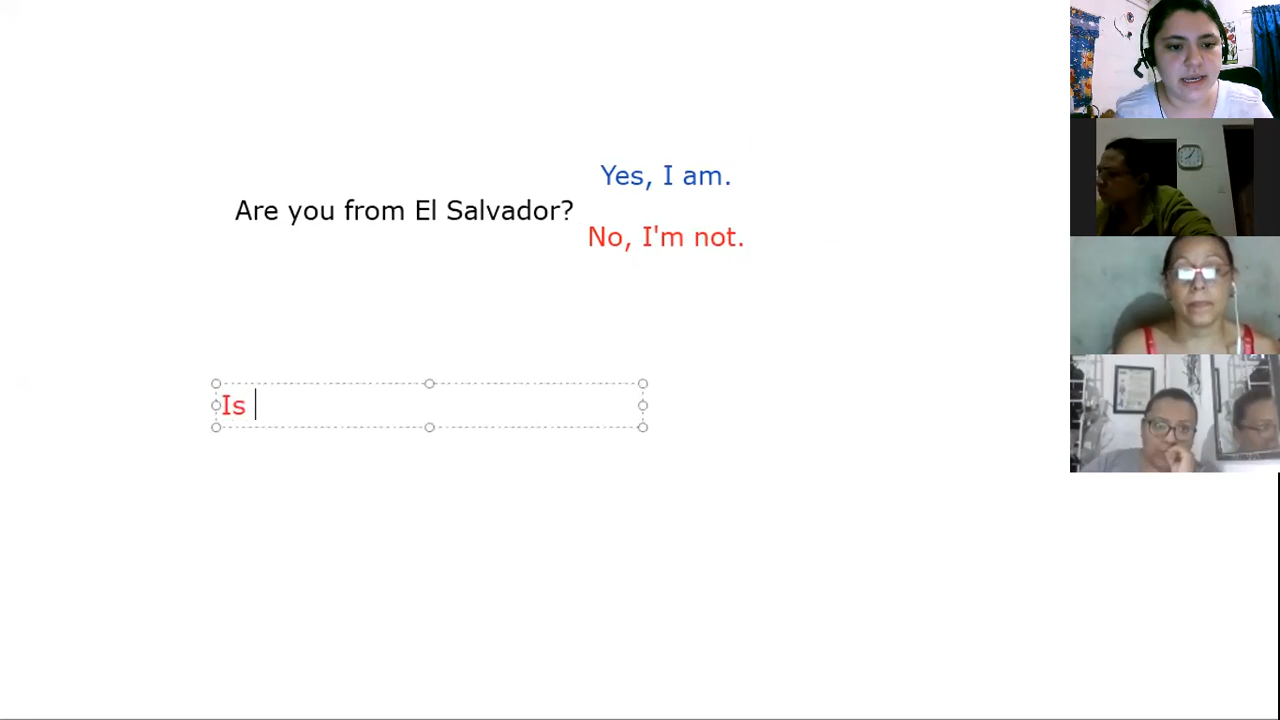 Yes, I am.
Are you from El Salvador?
No, I'm not.
Is